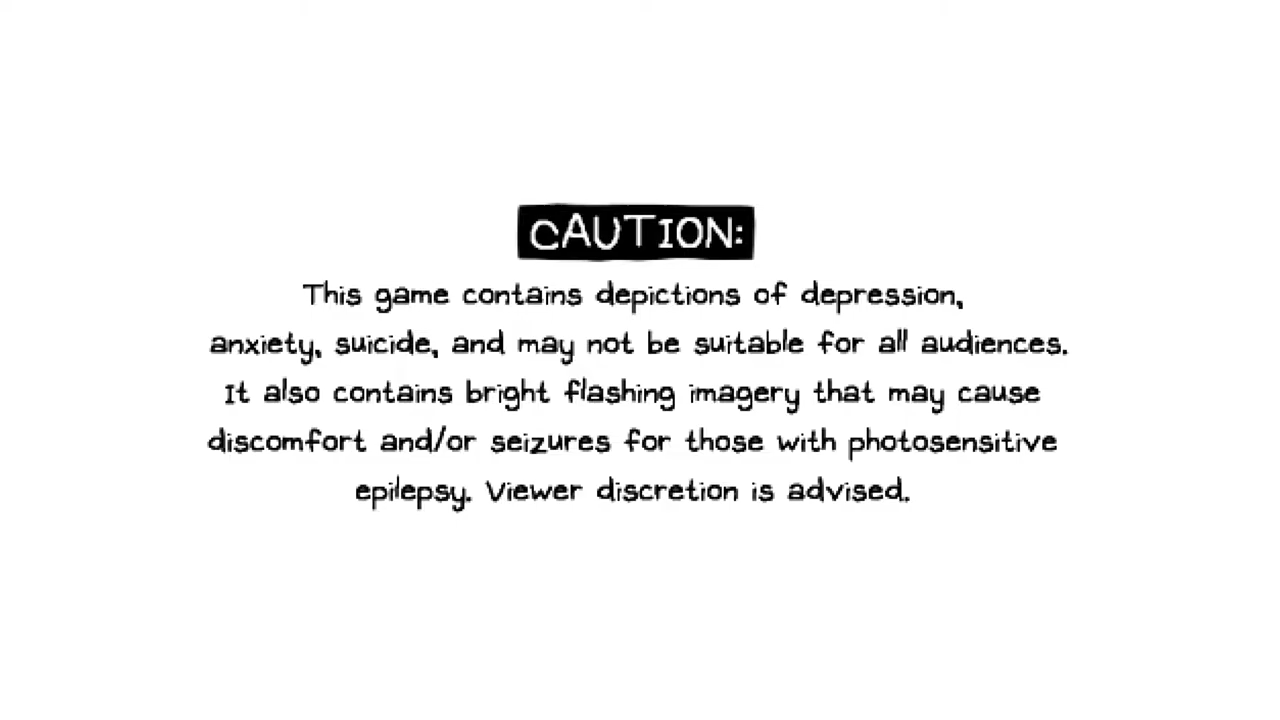 CAUTION:
This game contains depictions of depression,
anxiety, suicide, and may not be suitable for all audiences.
It also contains bright flashing imagery that may cause
discomfort and/or seizures for those with photosensitive
epilepsy. Viewer discretion is advised.